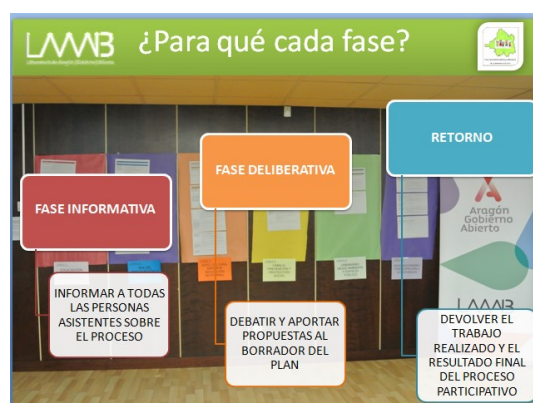 LAAAB
¿Para qué cada fase?
FASE INFORMATIVA
INFORMAR A TODAS
LAS PERSONAS
ASISTENTES SOBRE
EL PROCESO
FASE DELIBERATIVA
DEBATIR Y APORTAR
PROPUESTAS AL
BORRADOR DEL
PLAN
RETORNO
DEVOLVER EL
TRABAJO
REALIZADO Y EL
RESULTADO FINAL
DEL PROCESO
PARTICIPATIVO
Aragón
Gobierno
Abierto
LAAAB